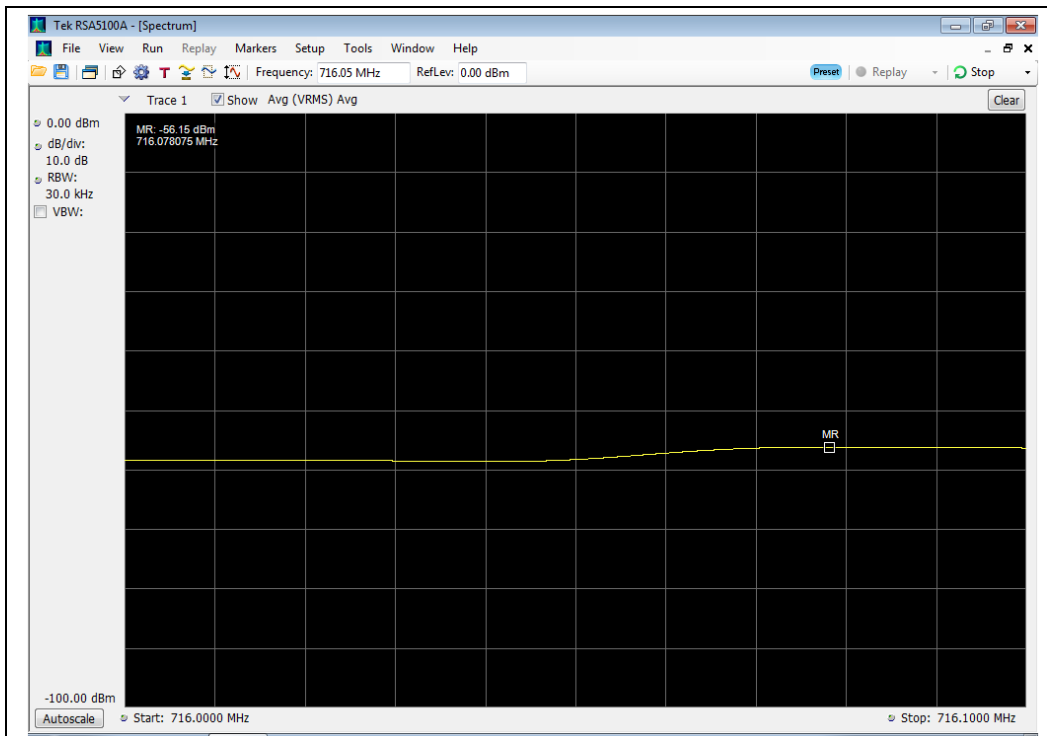 Tek RSA5100A - [Spectrum]
File View Run Replay Markers Setup Tools Window Help
T Frequency: 716.05 MHz RefLev: 0.00 dBm Preset Replay Stop
Trace 1 Show Avg (VRMS) Avg Clear
0.00 dBm
dB/div:
10.0 dB
RBW:
30.0 kHz
VBW:
MR: -56.15 dBm
716.078075 MHz
MR
-100.00 dBm
Autoscale Start: 716.0000 MHz Stop: 716.1000 MHz